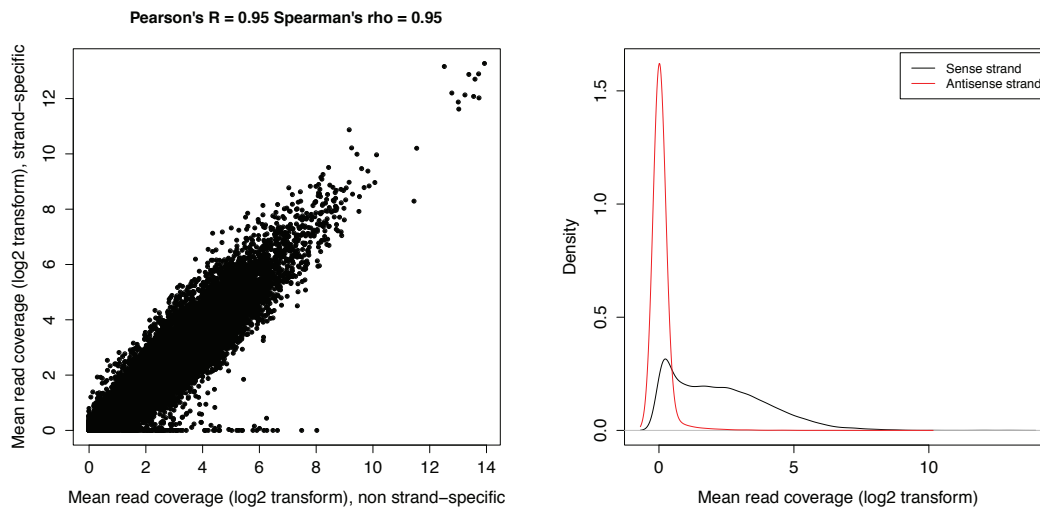 Pearson's R = 0.95 Spearman's rho = 0.95
Mean read coverage (log2 transform), strand−specific
12
10
8
6
4
2
0
0 2 4 6 8 10 12 14
Mean read coverage (log2 transform), non strand−specific
Sense strand
Antisense strand
Density
1.5
1.0
0.5
0.0
0 5 10
Mean read coverage (log2 transform)